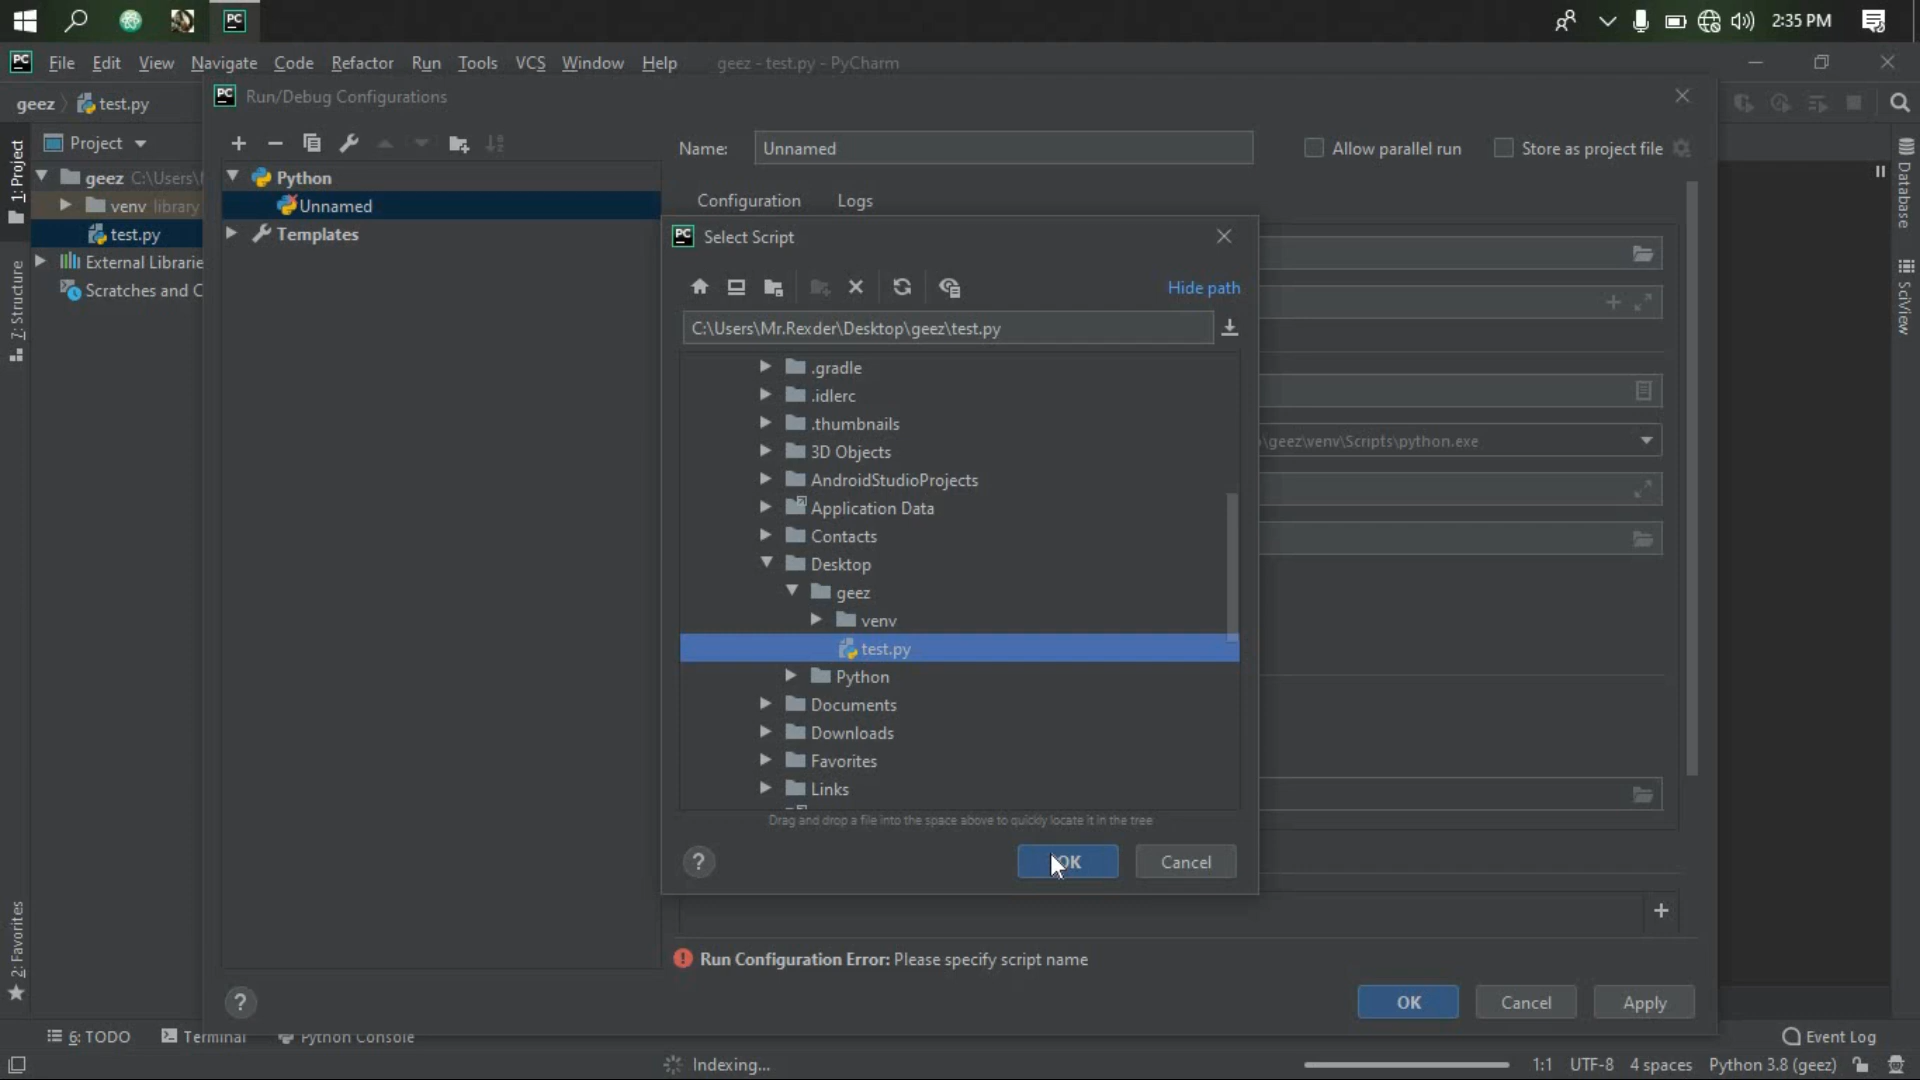 2:35 PM
PC File Edit View Navigate Code Refactor Run Tools VCS Window Help geez - test.py - PyCharm
geez test.py
PC Run/Debug Configurations
Project
1: Project
geez C:\Users\
venv library
test.py
External Librarie
Scratches and C
7: Structure
2: Favorites
Python
Unnamed
Templates
Name: Unnamed Allow parallel run Store as project file
Configuration Logs
PC Select Script
Hide path
C:\Users\Mr.Rexder\Desktop\geez\test.py
.gradle
.idlerc
.thumbnails
3D Objects
AndroidStudioProjects
Application Data
Contacts
Desktop
geez
venv
test.py
Python
Documents
Downloads
Favorites
Links
Drag and drop a file into the space above to quickly locate it in the tree
? OK Cancel
\geez\venv\Scripts\python.exe
Database
SciView
Run Configuration Error: Please specify script name
? OK Cancel Apply
6: TODO Terminal Python Console Event Log
Indexing... 1:1 UTF-8 4 spaces Python 3.8 (geez)